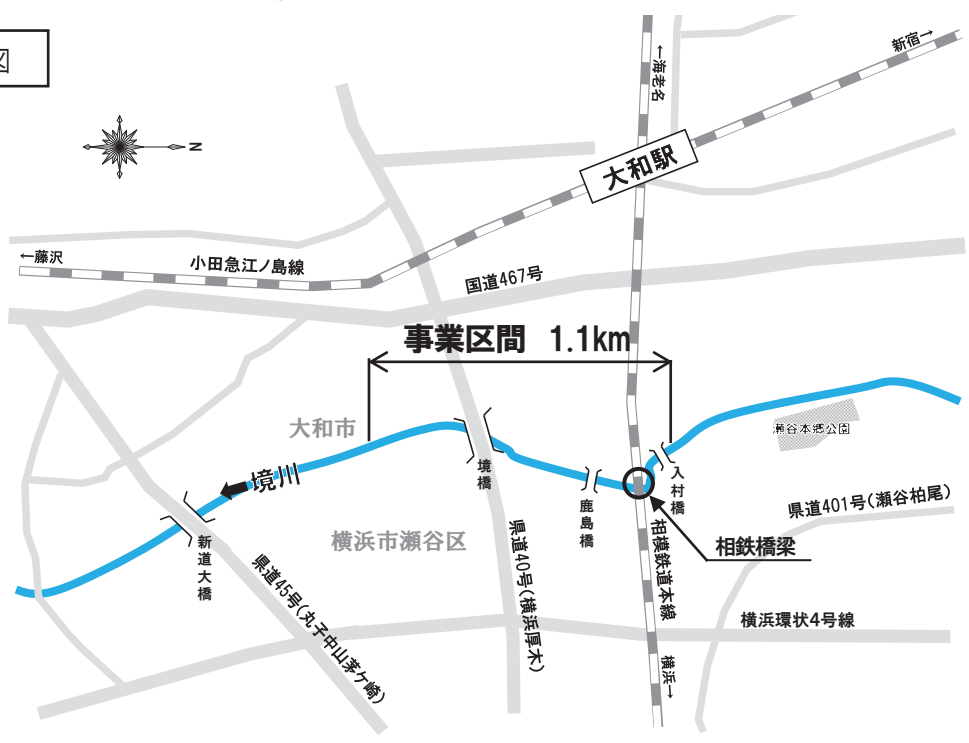 図
N
←海老名
新宿→
大和駅
←藤沢
小田急江ノ島線
国道467号
事業区間 1.1km
大和市
境川
境橋
鹿島橋
入村橋
瀬谷本郷公園
県道401号(瀬谷柏尾)
新道大橋
横浜市瀬谷区
相鉄橋梁
県道45号(丸子中山茅ケ崎)
県道40号(横浜厚木)
相模鉄道本線
横浜環状4号線
横浜→